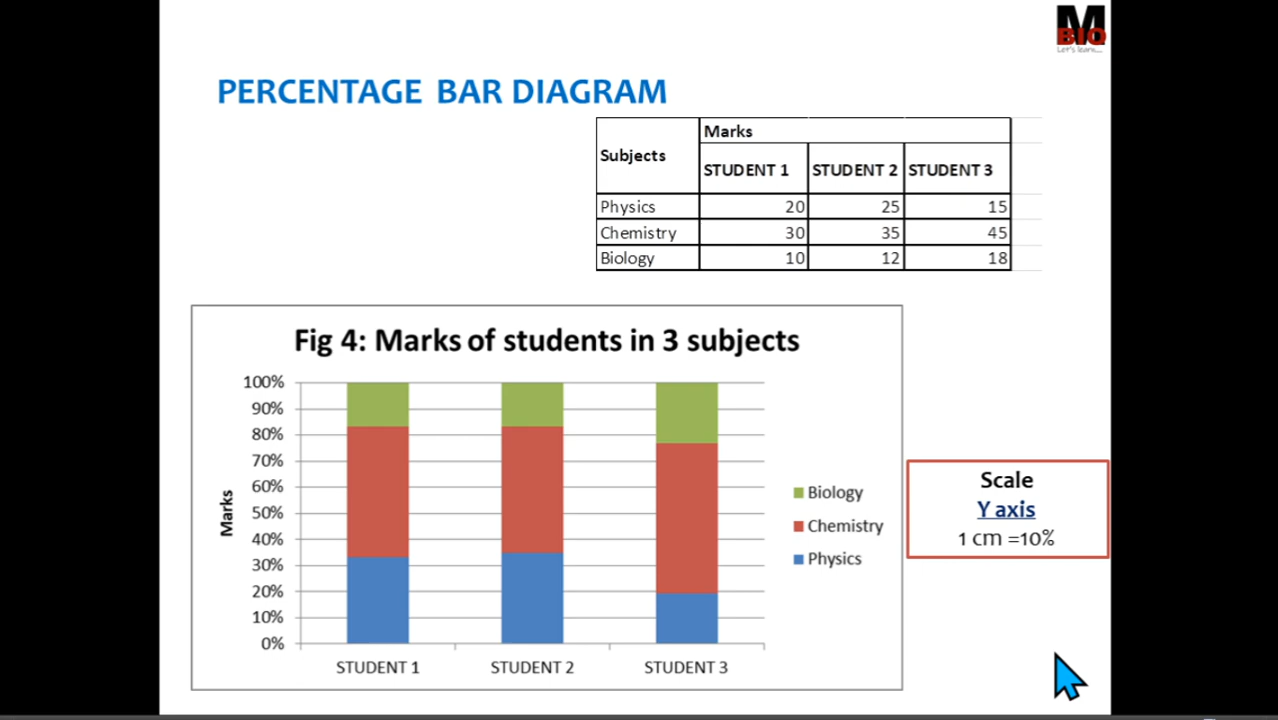 M
BIO
Let's learn....
PERCENTAGE BAR DIAGRAM
Subjects
Marks
STUDENT 1 STUDENT 2 STUDENT 3
Physics 20 25 15
Chemistry 30 35 45
Biology 10 12 18
Fig 4: Marks of students in 3 subjects
100%
90%
80%
70%
60%
50%
40%
30%
20%
10%
0%
Marks
STUDENT 1 STUDENT 2 STUDENT 3
Biology
Chemistry
Physics
Scale
Y axis
1 cm =10%